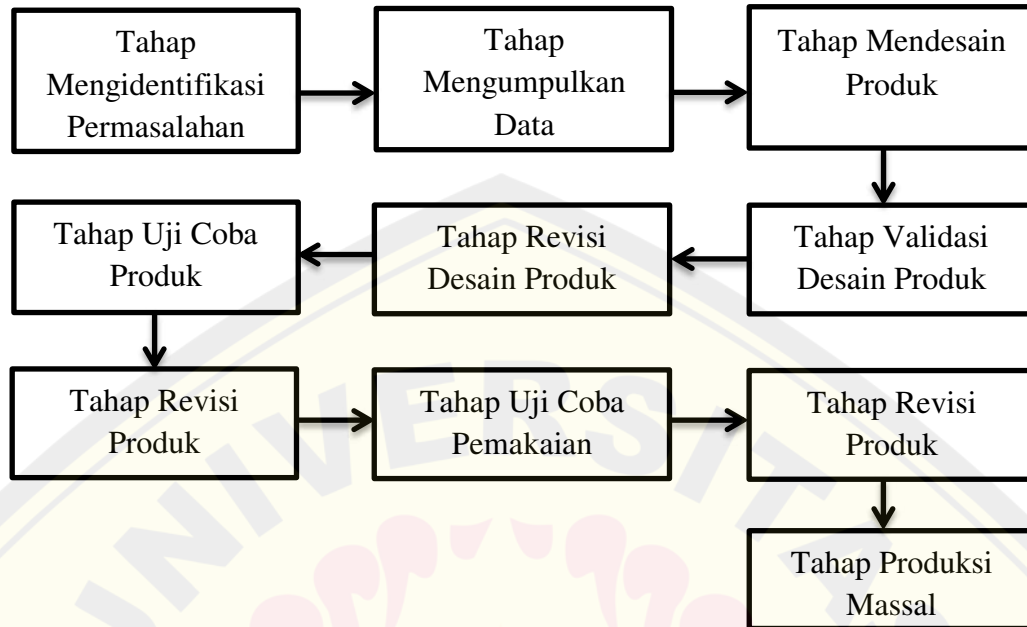 Tahap
Mengidentifikasi
Permasalahan
Tahap
Mengumpulkan
Data
Tahap Mendesain
Produk
Tahap Validasi
Desain Produk
Tahap Revisi
Desain Produk
Tahap Uji Coba
Produk
Tahap Revisi
Produk
Tahap Uji Coba
Pemakaian
Tahap Revisi
Produk
Tahap Produksi
Massal
UNIVERSITA